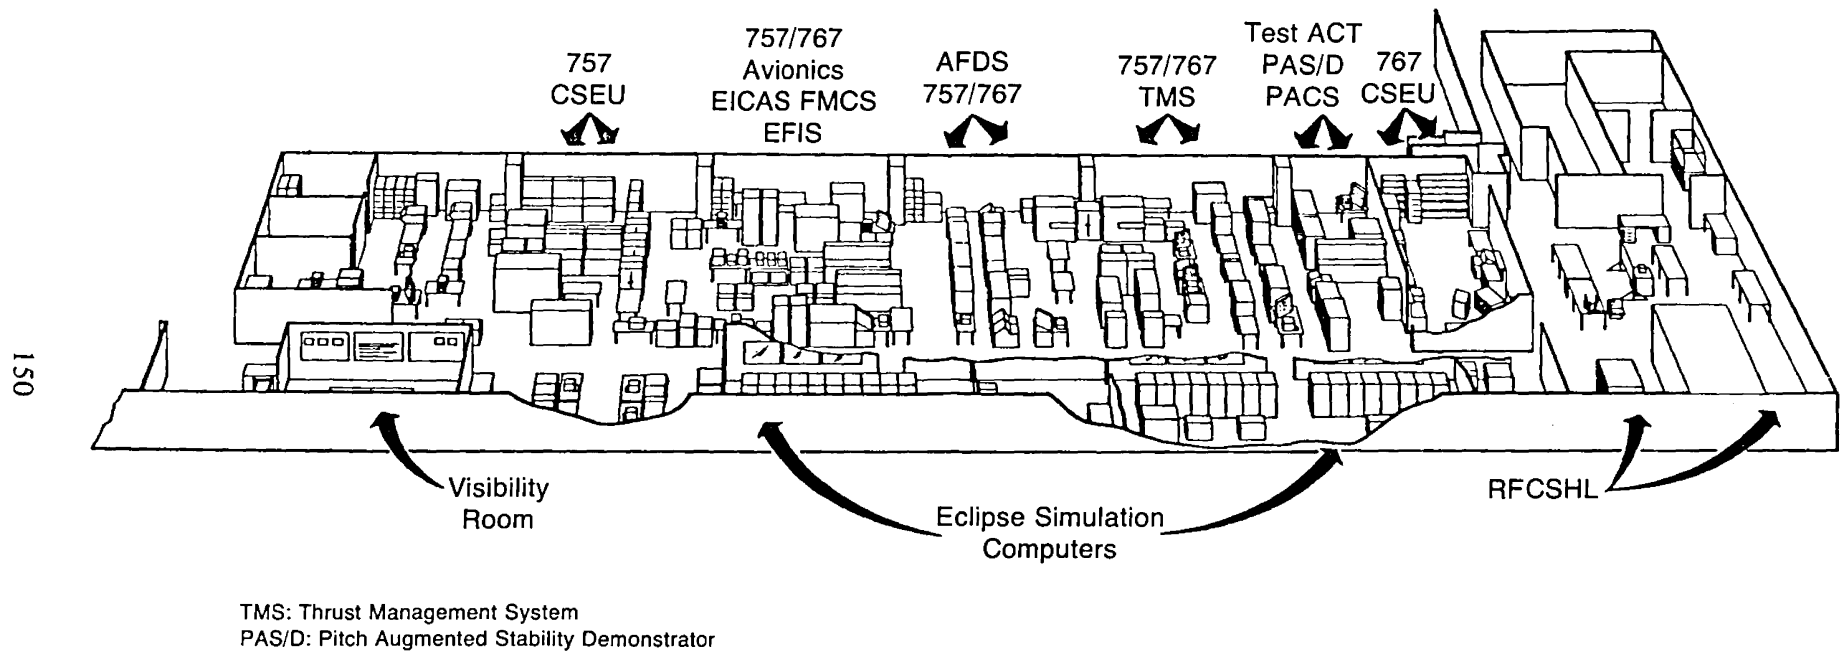 757
CSEU
757/767
Avionics
EICAS FMCS
EFIS
AFDS
757/767
757/767
TMS
Test ACT
PAS/D
PACS
767
CSEU
Visibility
Room
Eclipse Simulation
Computers
RFCSHL
150
TMS: Thrust Management System
PAS/D: Pitch Augmented Stability Demonstrator